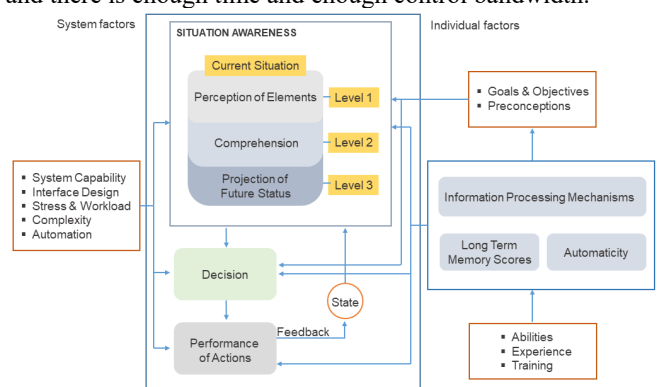 and there is enough time and enough control bandwidth.
System factors
Individual factors
SITUATION AWARENESS
Current Situation
Perception of Elements
Level 1
Comprehension
Level 2
Projection of
Future Status
Level 3
▪ System Capability
▪ Interface Design
▪ Stress & Workload
▪ Complexity
▪ Automation
▪ Goals & Objectives
▪ Preconceptions
Information Processing Mechanisms
Long Term
Memory Scores
Automaticity
Decision
State
Feedback
Performance
of Actions
▪ Abilities
▪ Experience
▪ Training